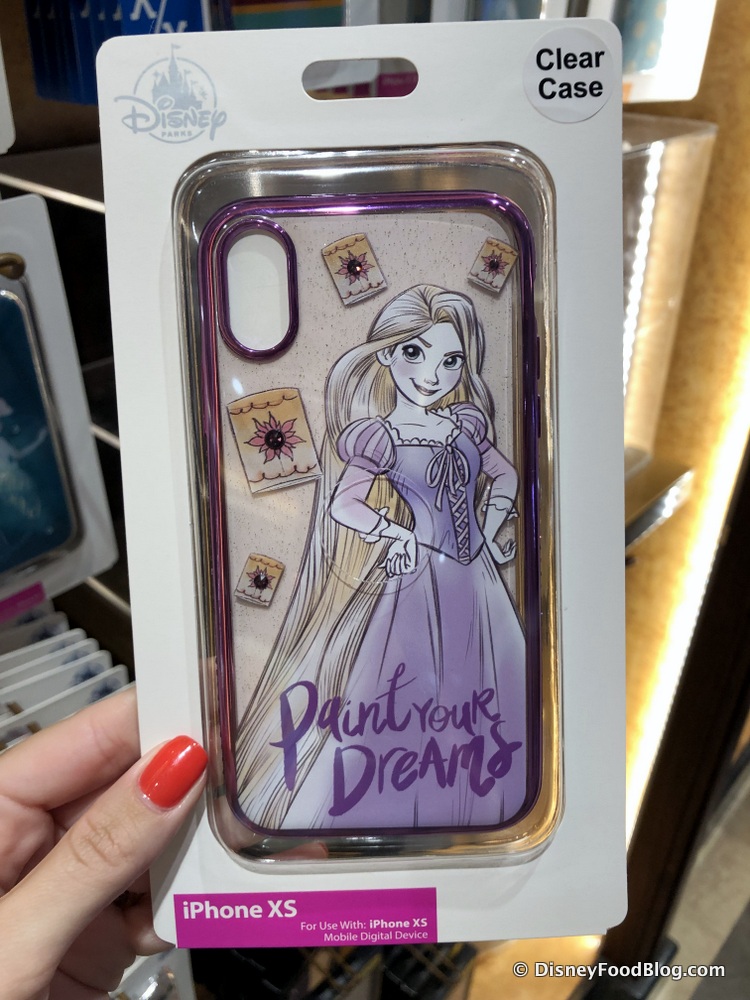 Disney
PARKS
Clear
Case
Paint your
Dreams
iPhone XS
For Use With: iPhone XS
Mobile Digital Device
© DisneyFoodBlog.com